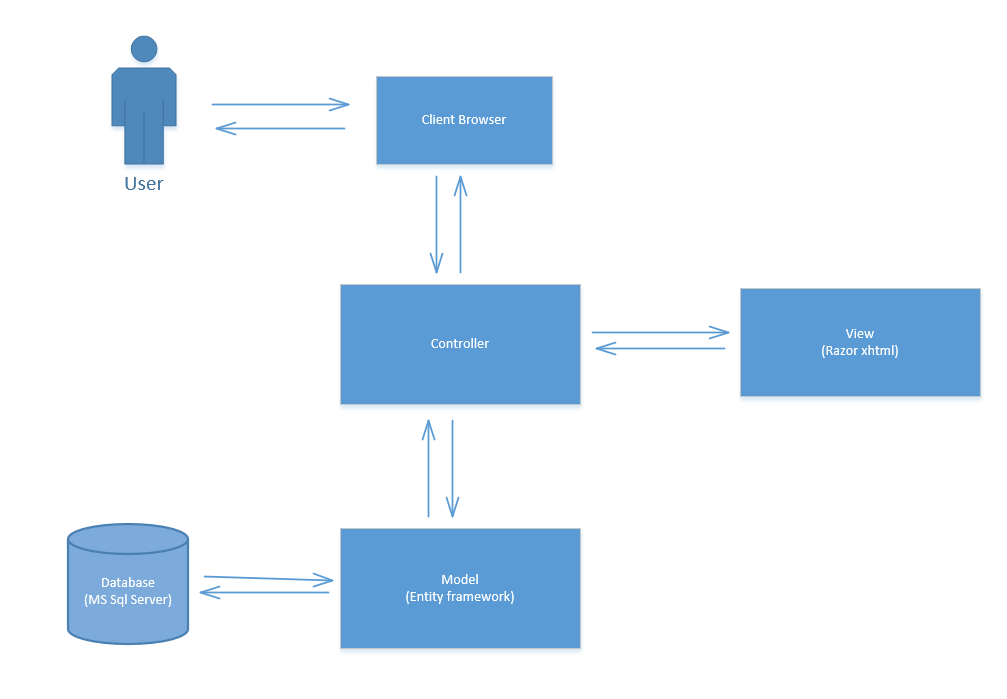 Client Browser
User
Controller
View
(Razor xhtml)
Database
(MS Sql Server)
Model
(Entity framework)